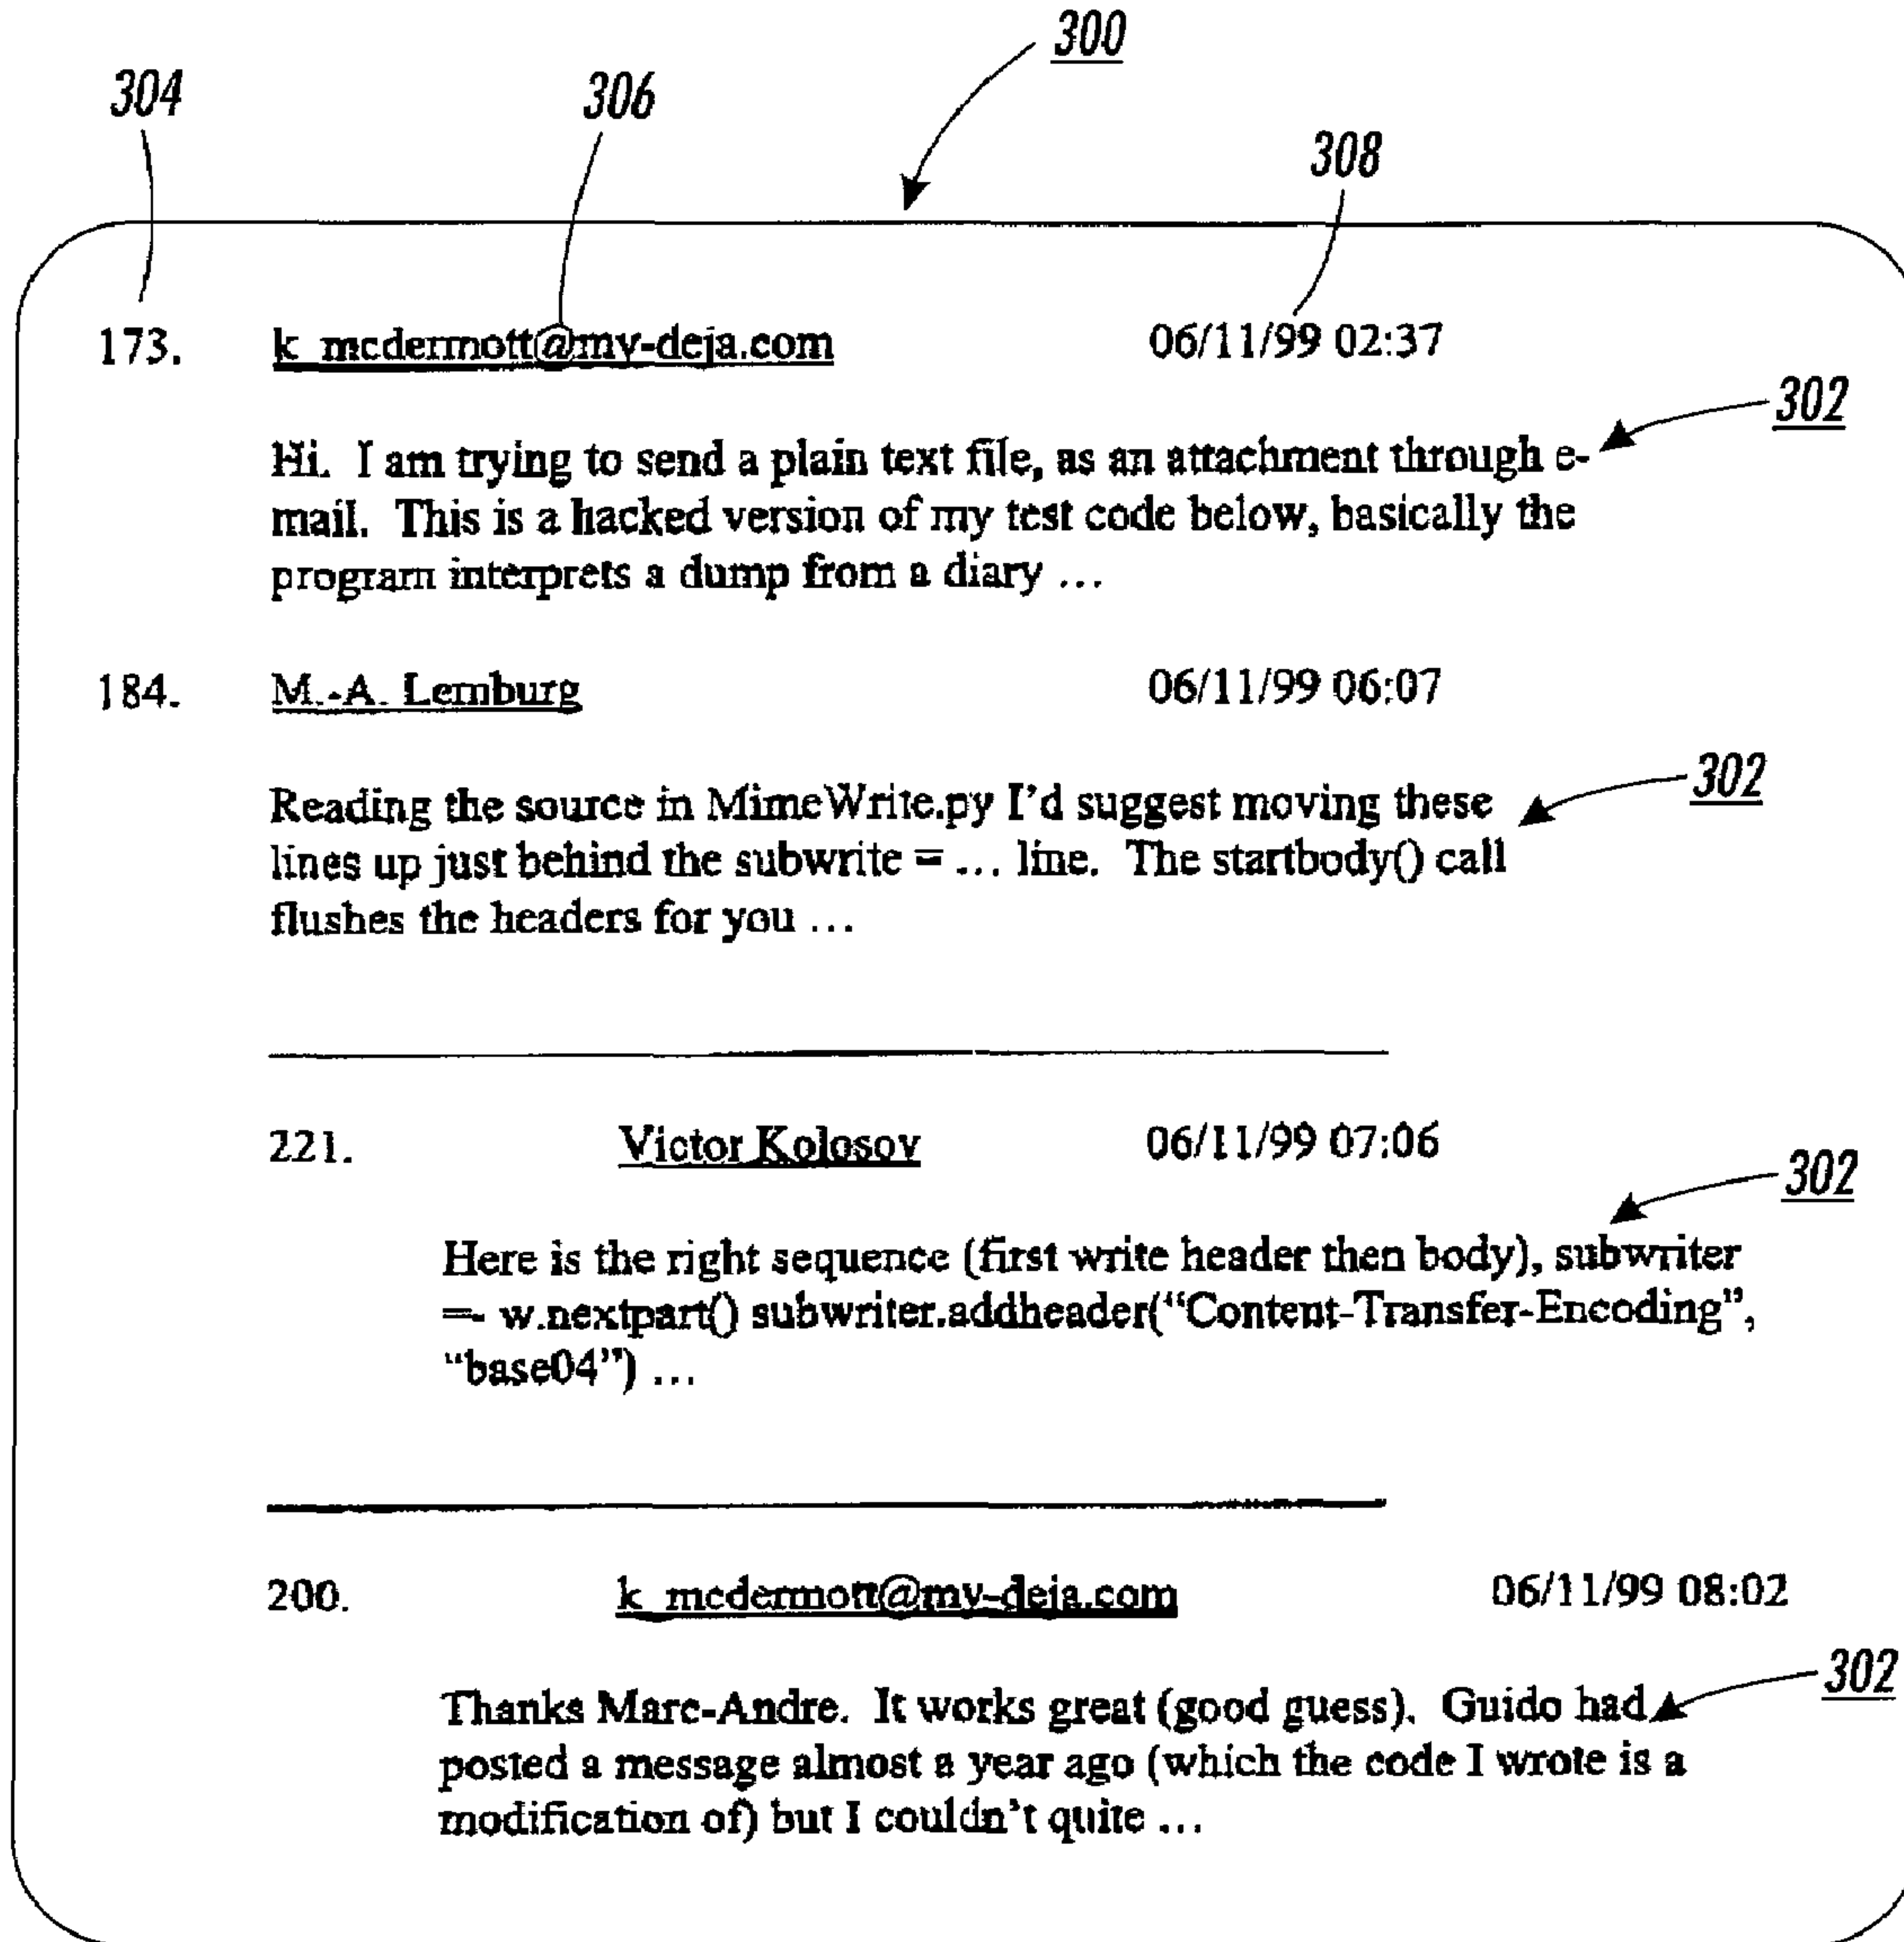 300
304
306
308
173. k_mcdermott@my-deja.com 06/11/99 02:37
302
Hi. I am trying to send a plain text file, as an attachment through e-
mail. This is a hacked version of my test code below, basically the
program interprets a dump from a diary ...
184. M.-A. Lemburg 06/11/99 06:07
302
Reading the source in MimeWrite.py I'd suggest moving these
lines up just behind the subwrite = ... line. The startbody() call
flushes the headers for you ...
221. Victor Kolosov 06/11/99 07:06
302
Here is the right sequence (first write header then body), subwriter
=- w.nextpart() subwriter.addheader("Content-Transfer-Encoding",
"base04") ...
200. k_mcdermott@my-deja.com 06/11/99 08:02
302
Thanks Marc-Andre. It works great (good guess). Guido had
posted a message almost a year ago (which the code I wrote is a
modification of) but I couldn't quite ...